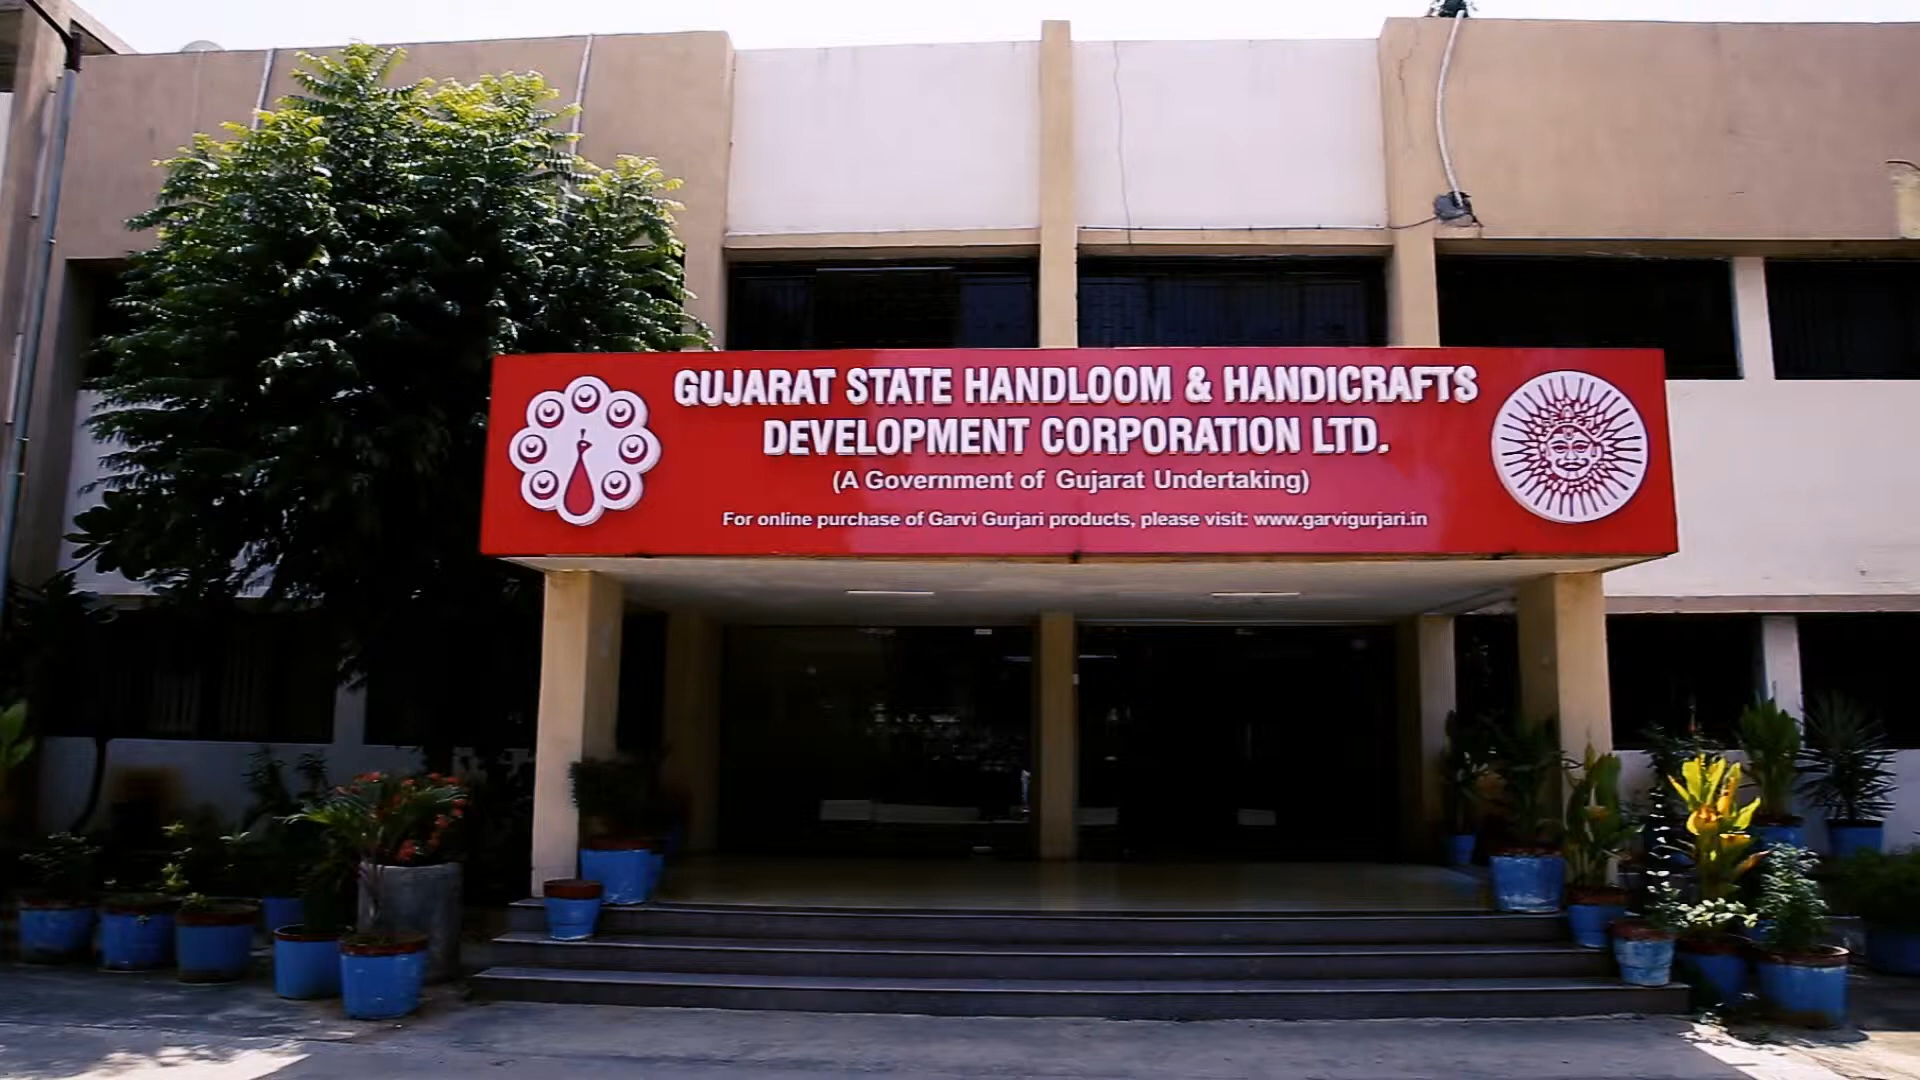 GUJARAT STATE HANDLOOM & HANDICRAFTS
DEVELOPMENT CORPORATION LTD.
(A Government of Gujarat Undertaking)
For online purchase of Garvi Gurjari products, please visit: www.garvigurjari.in